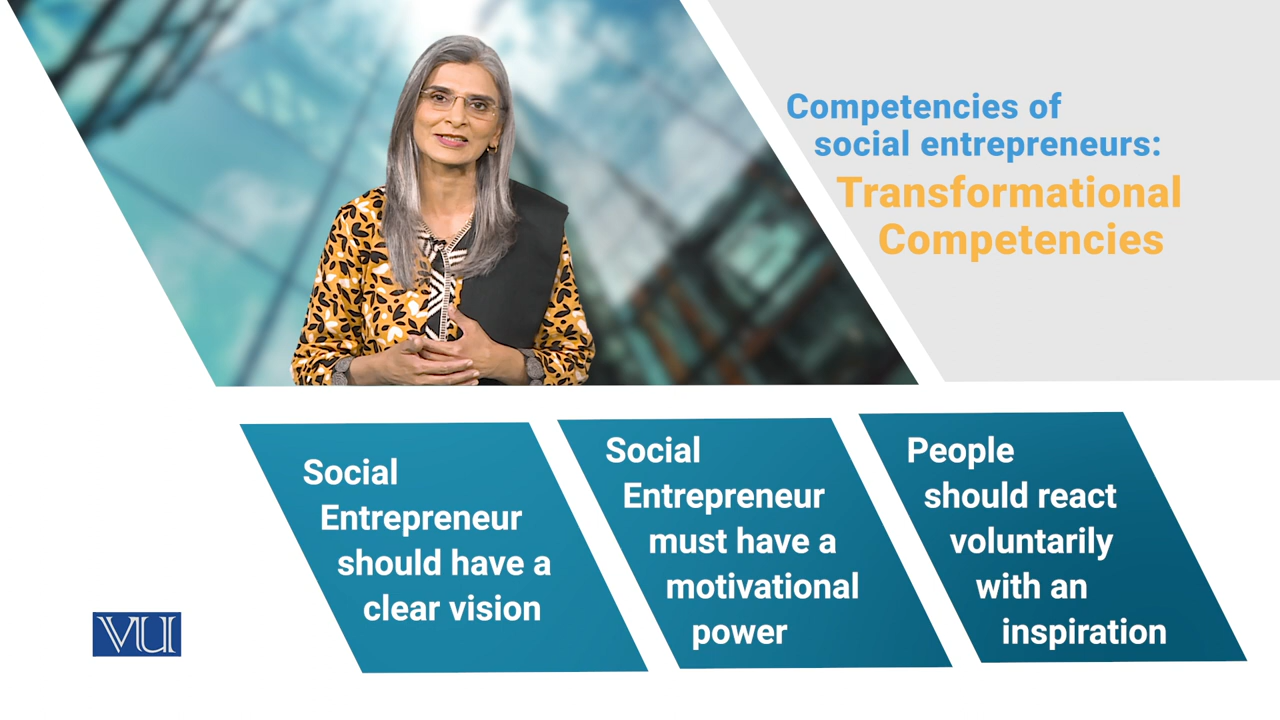 Competencies of
social entrepreneurs:
Transformational
Competencies
Social
Entrepreneur
should have a
clear vision
Social
Entrepreneur
must have a
motivational
power
People
should react
voluntarily
with an
inspiration
VU